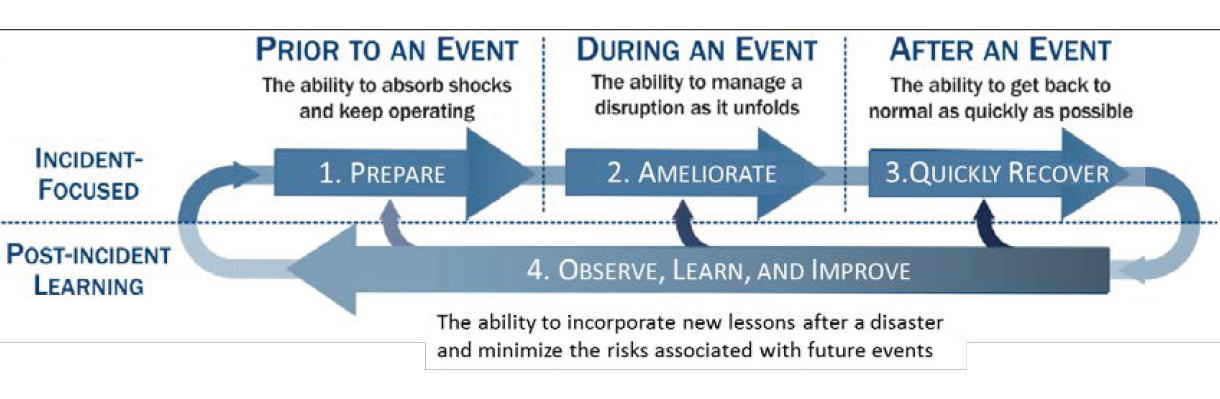 PRIOR TO AN EVENT
The ability to absorb shocks
and keep operating
DURING AN EVENT
The ability to manage a
disruption as it unfolds
AFTER AN EVENT
The ability to get back to
normal as quickly as possible
INCIDENT-
FOCUSED
1. PREPARE
2. AMELIORATE
3.QUICKLY RECOVER
POST-INCIDENT
LEARNING
4. OBSERVE, LEARN, AND IMPROVE
The ability to incorporate new lessons after a disaster
and minimize the risks associated with future events